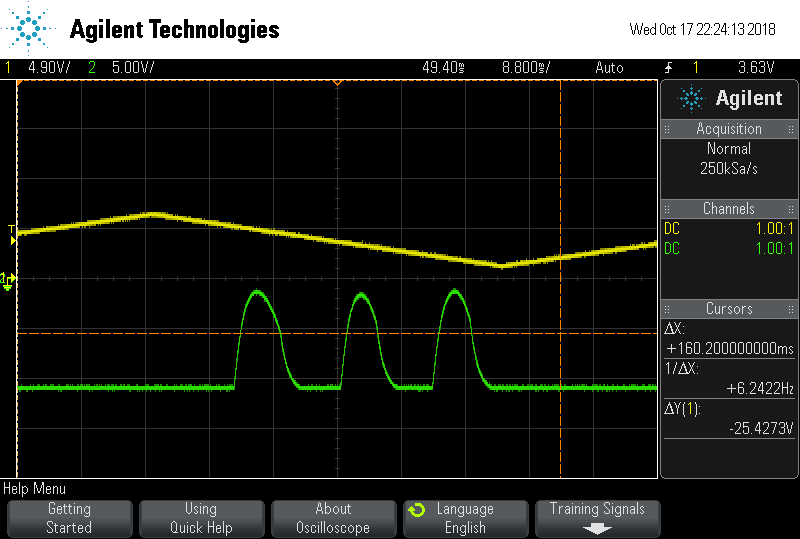 Agilent Technologies
Wed Oct 17 22:24:13 2018
1 4.90V/ 2 5.00V/ 49.40s 8.800s/ Auto 1 3.63V
Agilent
Acquisition
Normal
250kSa/s
Channels
DC 1.00:1
DC 1.00:1
Cursors
ΔX:
+160.200000000ms
1/ΔX:
+6.2422Hz
ΔY(1):
-25.4273V
T
Help Menu
Getting Started
Using Quick Help
About Oscilloscope
Language English
Training Signals